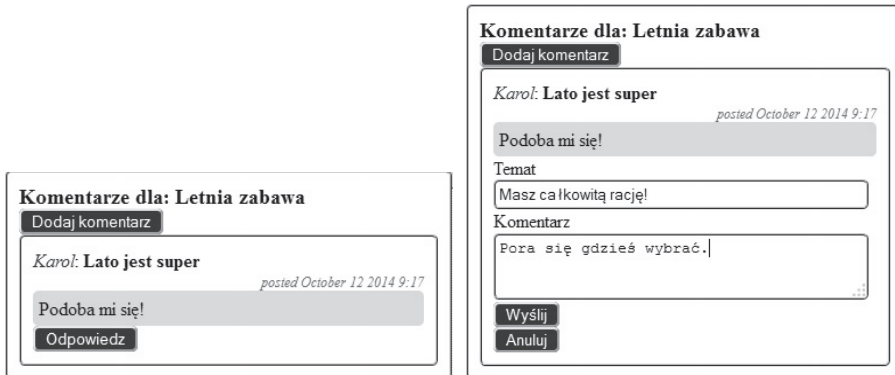 Komentarze dla: Letnia zabawa
Dodaj komentarz
Karol: Lato jest super
posted October 12 2014 9:17
Podoba mi się!
Odpowiedz
Komentarze dla: Letnia zabawa
Dodaj komentarz
Karol: Lato jest super
posted October 12 2014 9:17
Podoba mi się!
Temat
Masz całkowitą rację!
Komentarz
Pora się gdzieś wybrać.
Wyślij
Anuluj